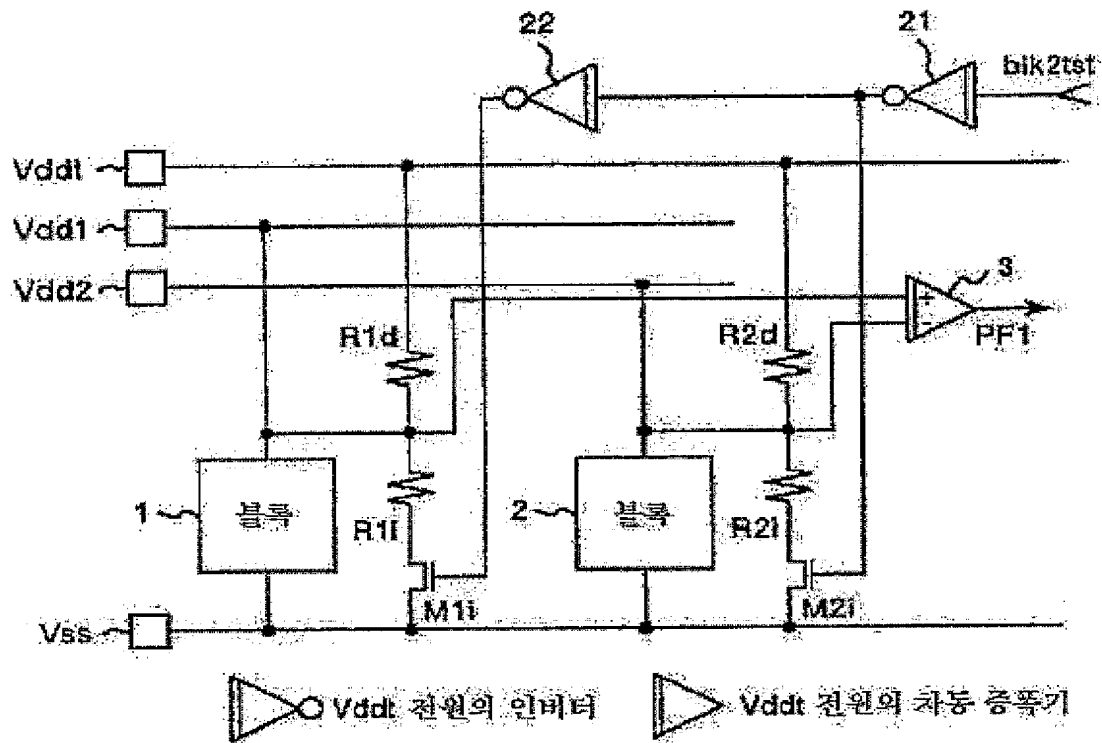 22
21
blk2tst
Vddt
Vdd1
Vdd2
3
+
-
PF1
R1d
R2d
1
블록
R1i
2
블록
R2i
M1i
M2i
Vss
Vddt 전원의 인버터
Vddt 전원의 차동 증폭기